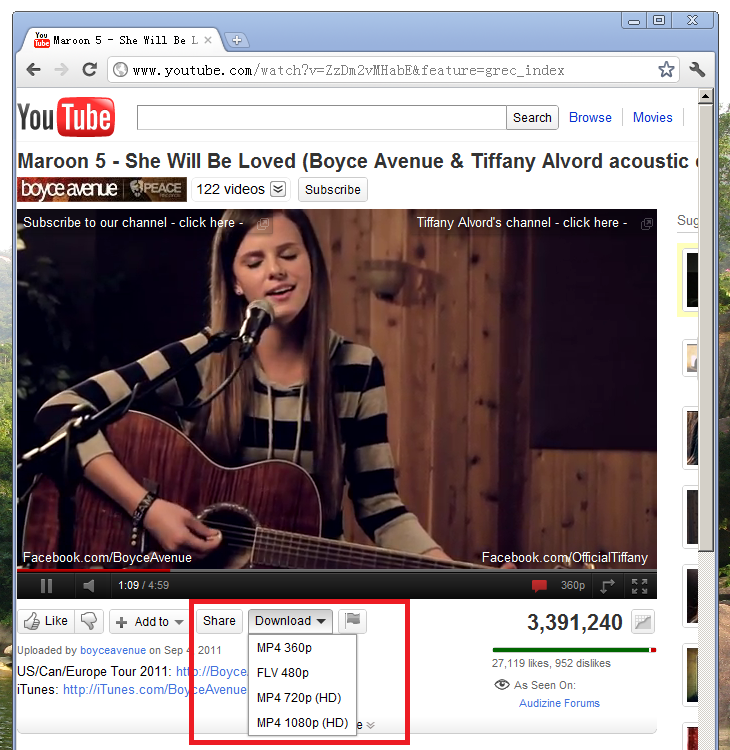 You Tube Maroon 5 - She Will Be L
www.youtube.com/watch?v=ZzDm2vMHabE&feature=grec_index
YouTube Search Browse Movies
Maroon 5 - She Will Be Loved (Boyce Avenue & Tiffany Alvord acoustic
boyce avenue 3 PEACE RECORDS 122 videos Subscribe
Sug
Subscribe to our channel - click here - Tiffany Alvord's channel - click here -
Facebook.com/BoyceAvenue Facebook.com/OfficialTiffany
1:09 / 4:59 360p
Like Add to Share Download 3,391,240
Uploaded by boyceavenue on Sep 4, 2011
US/Can/Europe Tour 2011: http://Boyce
iTunes: http://iTunes.com/BoyceAvenue
MP4 360p
FLV 480p
MP4 720p (HD)
MP4 1080p (HD)
27,119 likes, 952 dislikes
As Seen On:
Audizine Forums